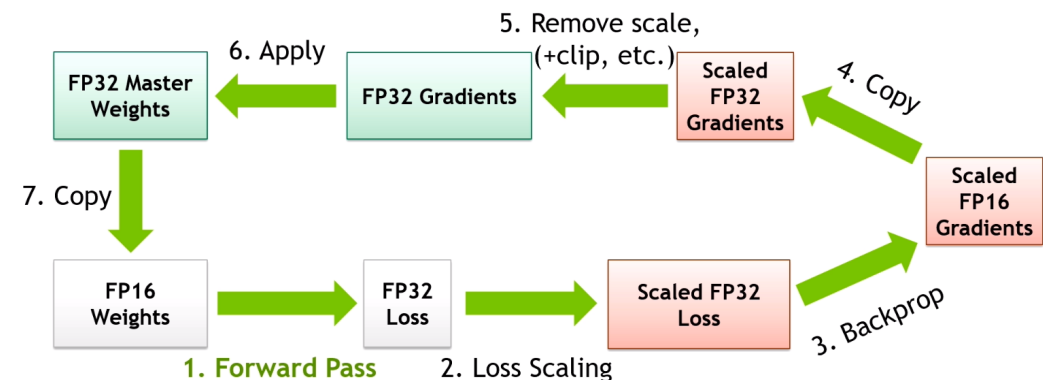 5. Remove scale,
(+clip, etc.)
6. Apply
4. Copy
FP32 Master
Weights
FP32 Gradients
Scaled
FP32
Gradients
7. Copy
Scaled
FP16
Gradients
FP16
Weights
FP32
Loss
Scaled FP32
Loss
3. Backprop
1. Forward Pass
2. Loss Scaling